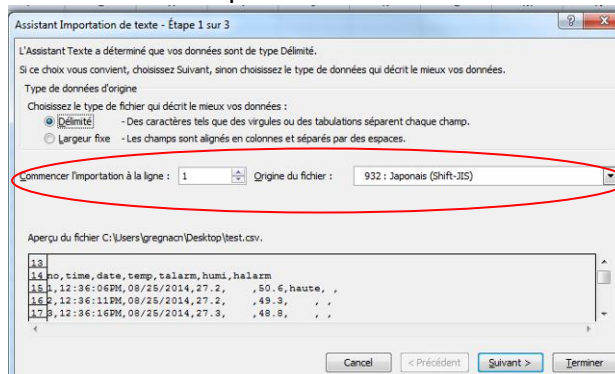 Assistant Importation de texte - Étape 1 sur 3
L'Assistant Texte a déterminé que vos données sont de type Délimité.
Si ce choix vous convient, choisissez Suivant, sinon choisissez le type de données qui décrit le mieux vos données.
Type de données d'origine
Choisissez le type de fichier qui décrit le mieux vos données :
Délimité - Des caractères tels que des virgules ou des tabulations séparent chaque champ.
Largeur fixe - Les champs sont alignés en colonnes et séparés par des espaces.
Commencer l'importation à la ligne : 1 Origine du fichier : 932 : Japonais (Shift-JIS)
Aperçu du fichier C:\Users\gregnacn\Desktop\test.csv.
13
14 no,time,date,temp,talarm,humi,halarm
15 1,12:36:06PM,08/25/2014,27.2, ,50.6,haute, ,
16 2,12:36:11PM,08/25/2014,27.2, ,49.3, , ,
17 3,12:36:16PM,08/25/2014,27.3, ,48.8, , ,
Cancel < Précédent Suivant > Terminer